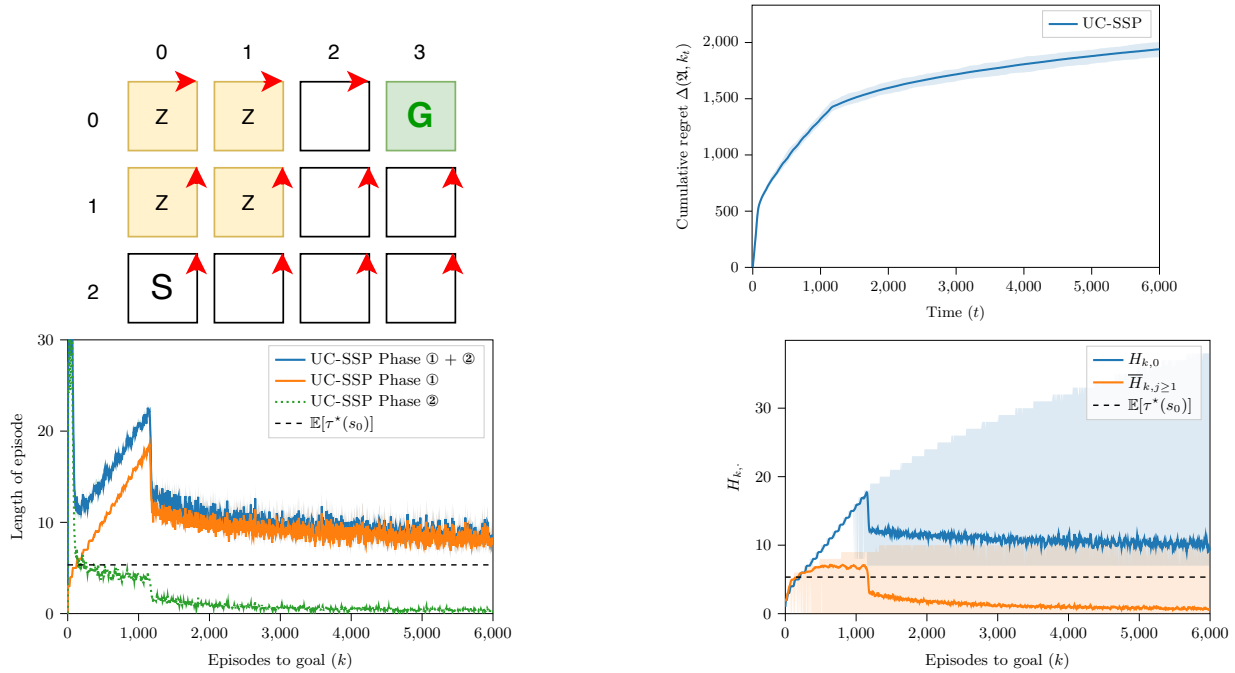 0 1 2 3
0 Z Z G
1 Z Z
2 S
UC-SSP
Cumulative regret Δ(𝔄, k_t)
2,000
1,500
1,000
500
0
0 1,000 2,000 3,000 4,000 5,000 6,000
Time (t)
UC-SSP Phase ① + ②
UC-SSP Phase ①
UC-SSP Phase ②
𝔼[τ⋆(s₀)]
Length of episode
30
20
10
0
0 1,000 2,000 3,000 4,000 5,000 6,000
Episodes to goal (k)
H_{k,0}
H̅_{k,j≥1}
𝔼[τ⋆(s₀)]
H_{k,·}
30
20
10
0
0 1,000 2,000 3,000 4,000 5,000 6,000
Episodes to goal (k)